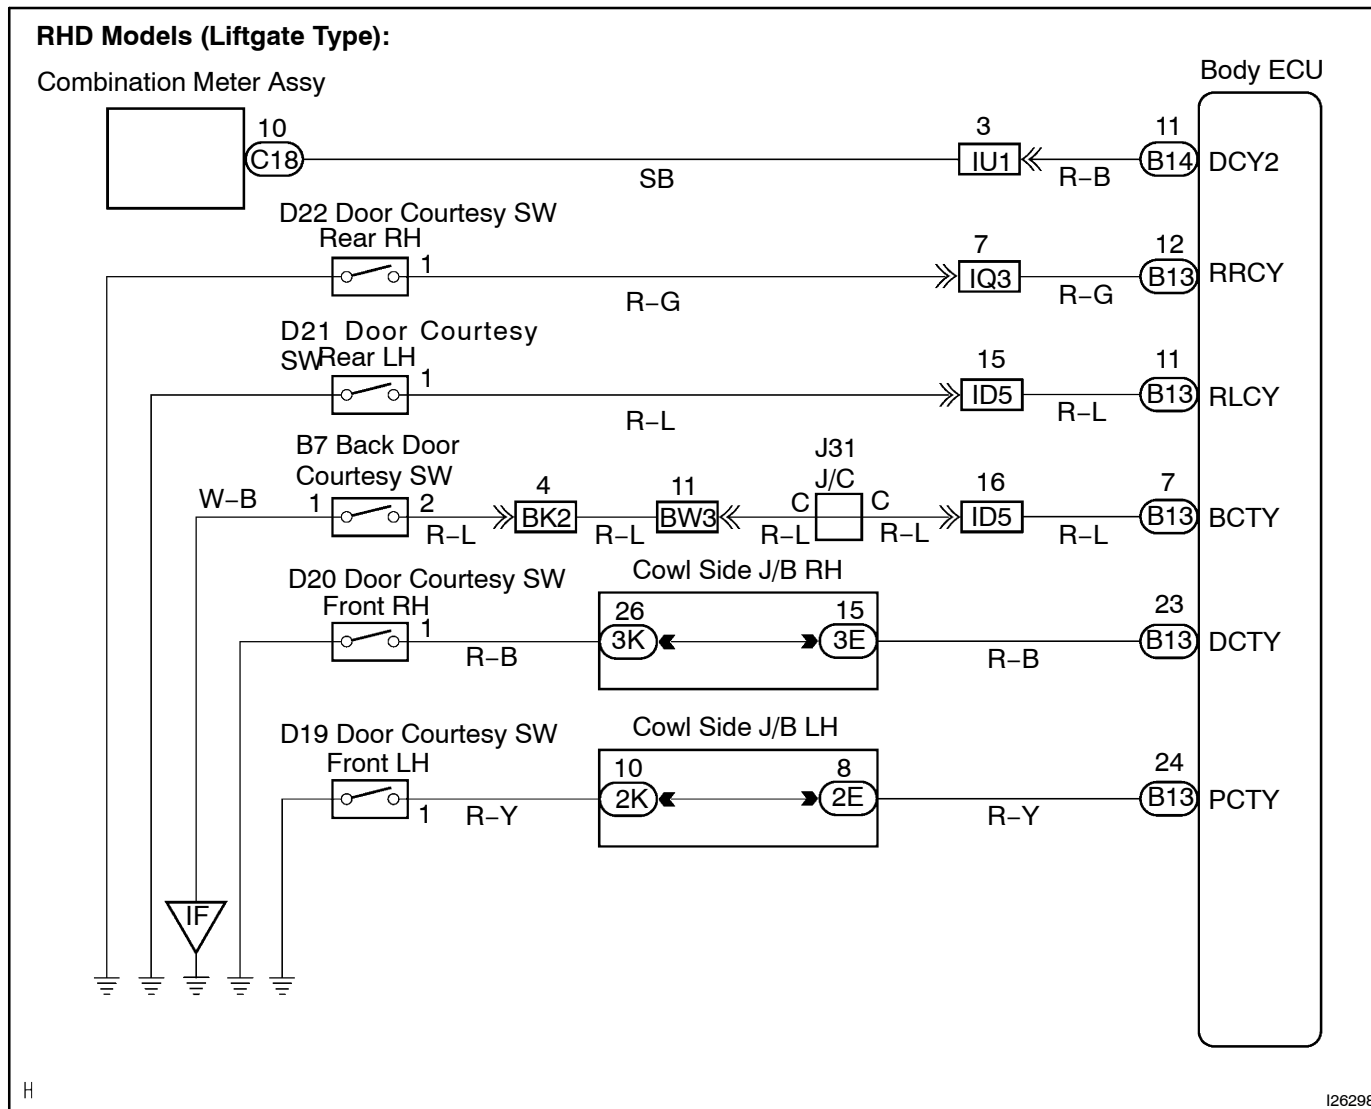 RHD Models (Liftgate Type):
Combination Meter Assy
Body ECU
10
C18
SB
3
IU1
R-B
11
B14
DCY2
D22 Door Courtesy SW
Rear RH
1
R-G
7
IQ3
R-G
12
B13
RRCY
D21 Door Courtesy
SW Rear LH
1
R-L
15
ID5
R-L
11
B13
RLCY
B7 Back Door
Courtesy SW
W-B
1
2
R-L
4
BK2
R-L
11
BW3
R-L
J31
J/C
C
C
R-L
16
ID5
R-L
7
B13
BCTY
D20 Door Courtesy SW
Front RH
1
R-B
Cowl Side J/B RH
26
3K
15
3E
R-B
23
B13
DCTY
D19 Door Courtesy SW
Front LH
1
R-Y
Cowl Side J/B LH
10
2K
8
2E
R-Y
24
B13
PCTY
IF
H
I26298